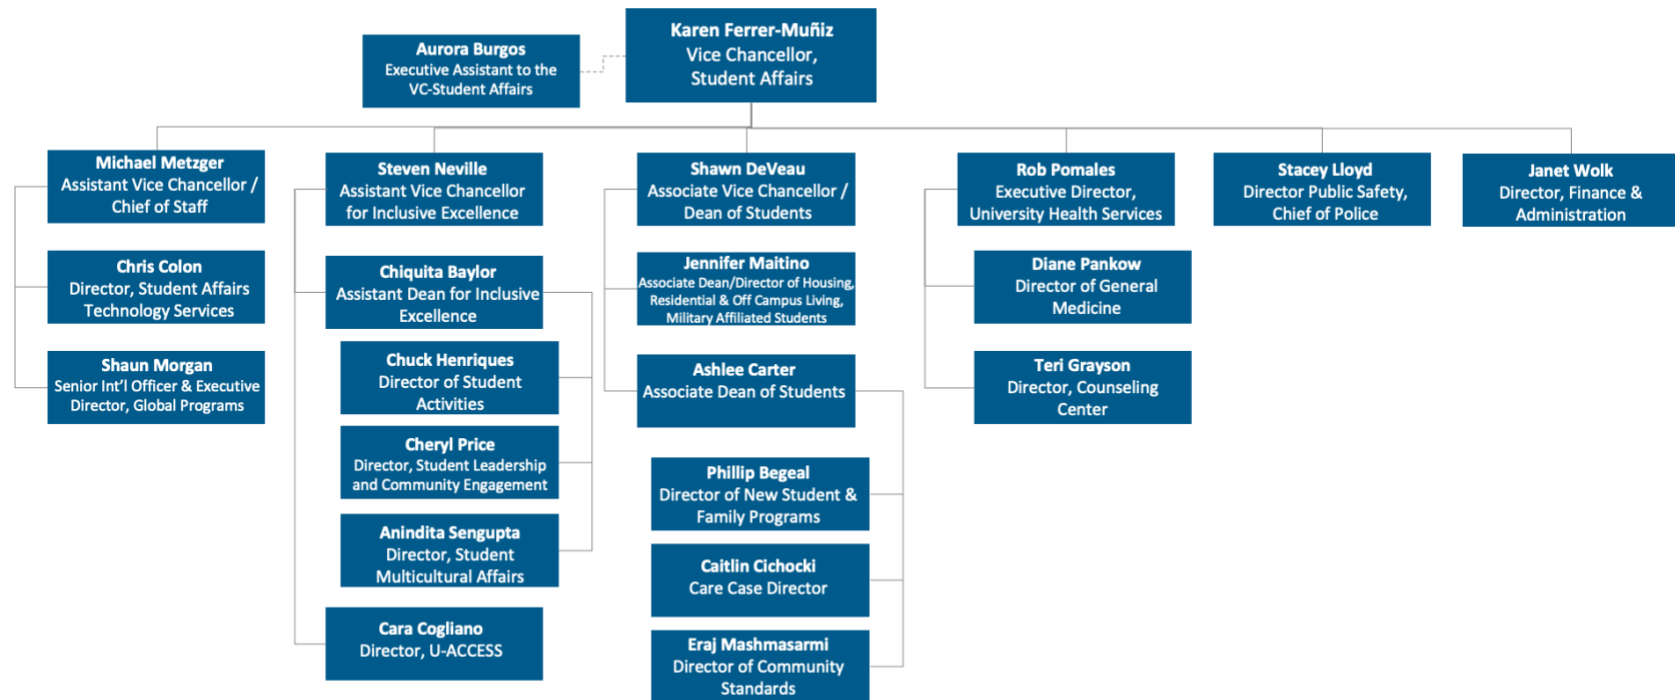 Karen Ferrer-Muñiz
Vice Chancellor,
Student Affairs
Aurora Burgos
Executive Assistant to the
VC-Student Affairs
Michael Metzger
Assistant Vice Chancellor /
Chief of Staff
Chris Colon
Director, Student Affairs
Technology Services
Shaun Morgan
Senior Int'l Officer & Executive
Director, Global Programs
Steven Neville
Assistant Vice Chancellor
for Inclusive Excellence
Chiquita Baylor
Assistant Dean for Inclusive
Excellence
Chuck Henriques
Director of Student
Activities
Cheryl Price
Director, Student Leadership
and Community Engagement
Anindita Sengupta
Director, Student
Multicultural Affairs
Cara Cogliano
Director, U-ACCESS
Shawn DeVeau
Associate Vice Chancellor /
Dean of Students
Jennifer Maitino
Associate Dean/Director of Housing,
Residential & Off Campus Living,
Military Affiliated Students
Ashlee Carter
Associate Dean of Students
Phillip Begeal
Director of New Student &
Family Programs
Caitlin Cichocki
Care Case Director
Eraj Mashmasarmi
Director of Community
Standards
Rob Pomales
Executive Director,
University Health Services
Diane Pankow
Director of General
Medicine
Teri Grayson
Director, Counseling
Center
Stacey Lloyd
Director Public Safety,
Chief of Police
Janet Wolk
Director, Finance &
Administration